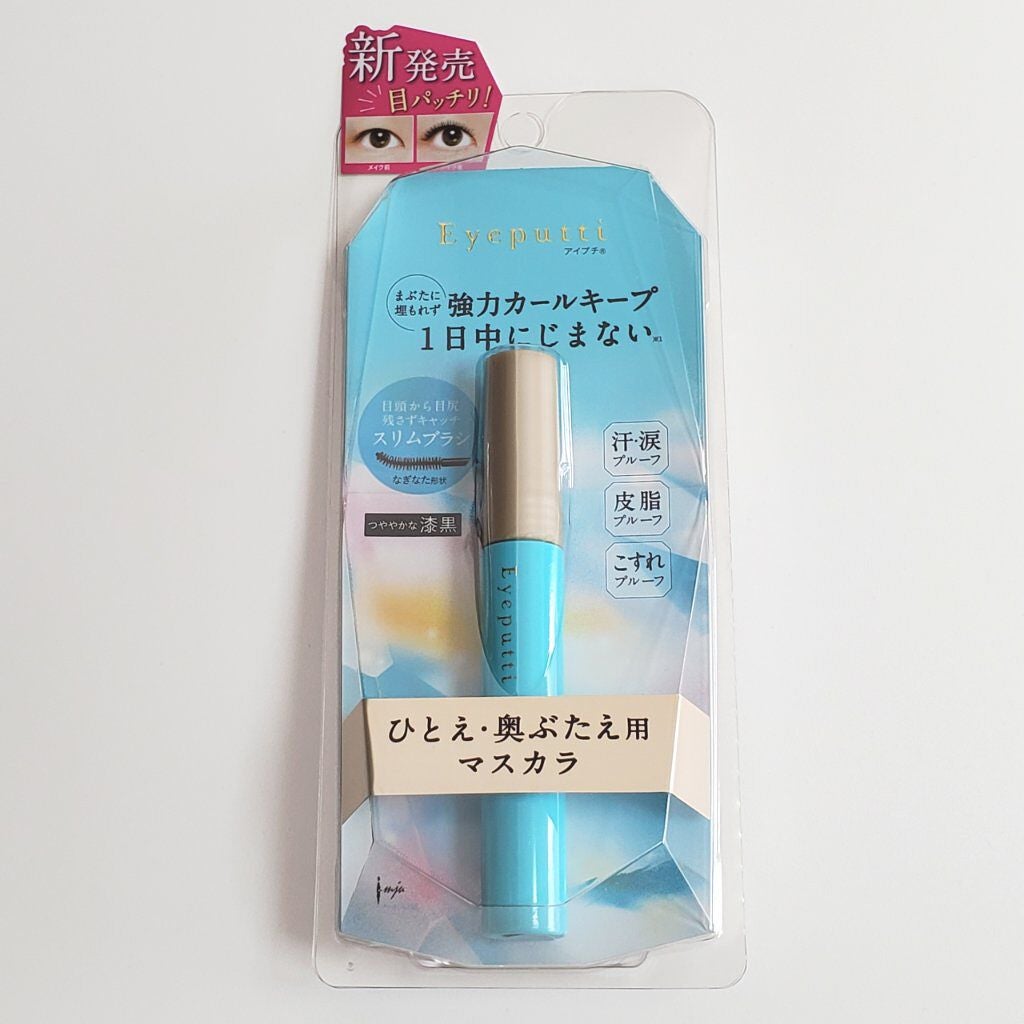 新発売
目パッチリ!
メイク前
Eyeputti
アイプチ®
まぶたに
埋もれず
強力カールキープ
1日中にじまない※1
目頭から目尻
残さずキャッチ
スリムブラシ
なぎなた形状
つややかな漆黒
汗・涙
プルーフ
皮脂
プルーフ
こすれ
プルーフ
Eyeputti
ひとえ・奥ぶたえ用
マスカラ
imju